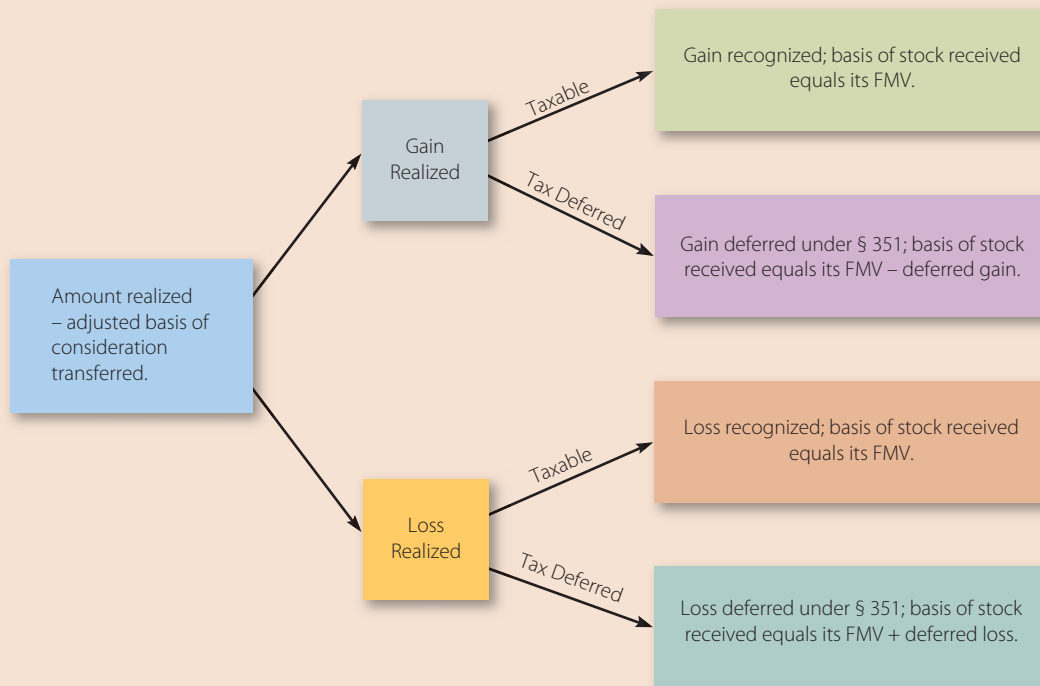 Amount realized
– adjusted basis of
consideration
transferred.
Gain
Realized
Taxable
Gain recognized; basis of stock received
equals its FMV.
Tax Deferred
Gain deferred under § 351; basis of stock
received equals its FMV – deferred gain.
Loss
Realized
Taxable
Loss recognized; basis of stock received
equals its FMV.
Tax Deferred
Loss deferred under § 351; basis of stock
received equals its FMV + deferred loss.